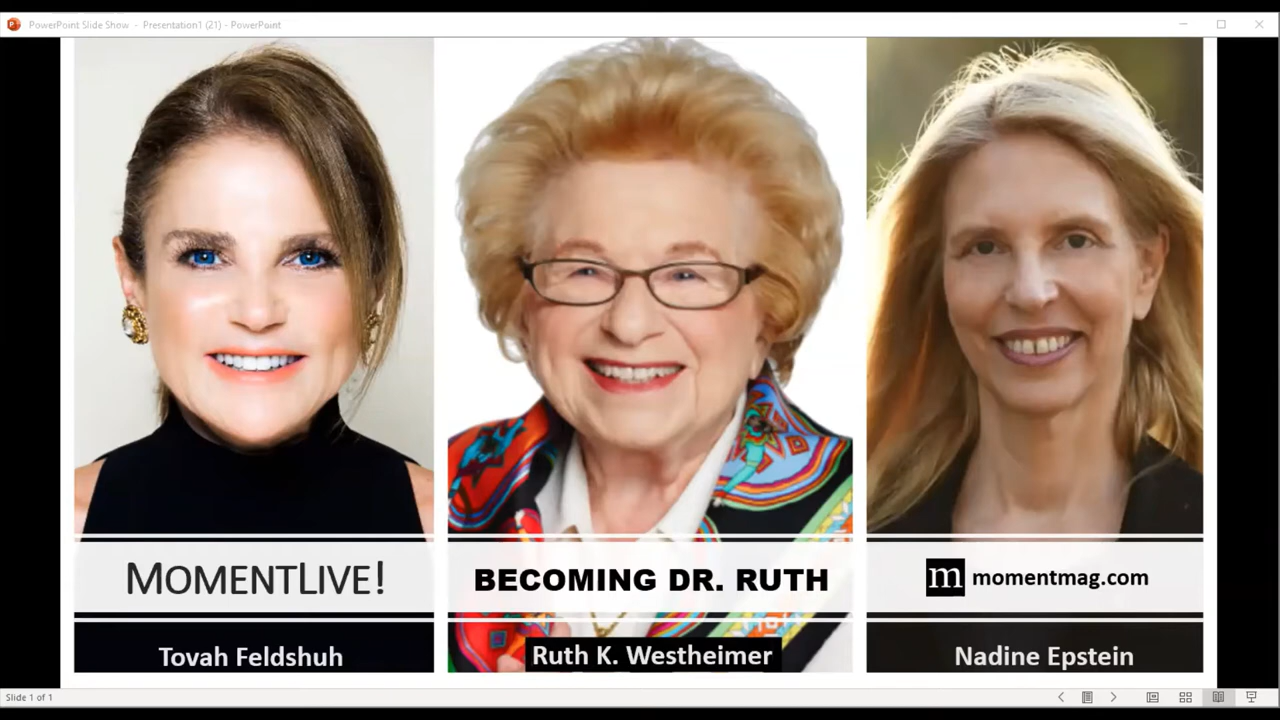 PowerPoint Slide Show - Presentation1 (21) - PowerPoint
MOMENTLIVE!
BECOMING DR. RUTH
m momentmag.com
Tovah Feldshuh
Ruth K. Westheimer
Nadine Epstein
Slide 1 of 1